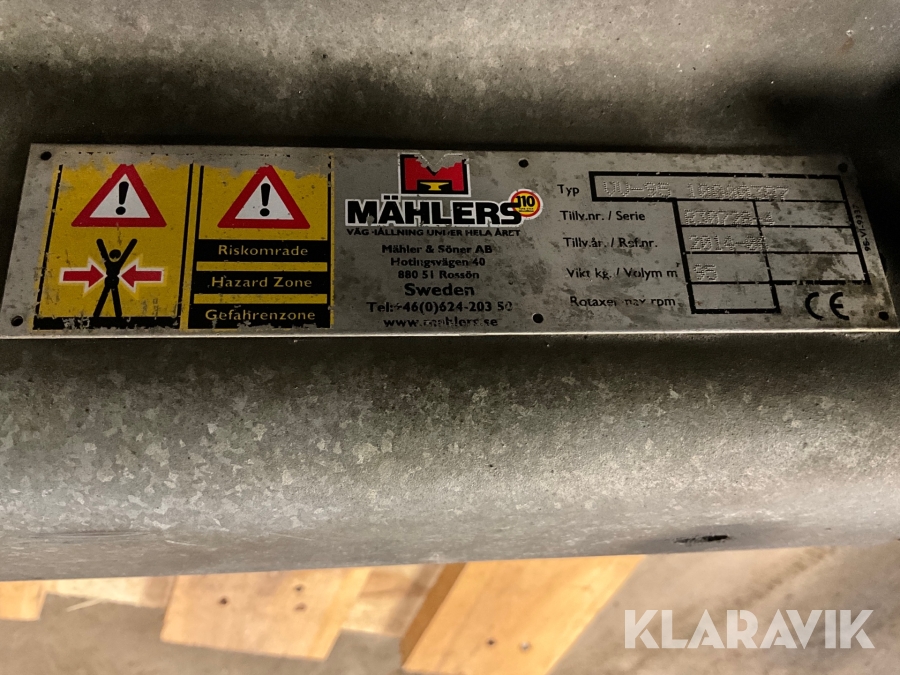 Riskområde
Hazard Zone
Gefahrenzone
M
MÄHLERS
J10
VÄGHÅLLNING UNDER HELA ÅRET
Mähler & Söner AB
Hotingsvägen 40
880 51 Rossön
Sweden
Tel:+46(0)624-203 50
www.mahlers.se
Typ
Tillv.nr. / Serie
Tillv.år. / Ref.nr.
Vikt kg. / Volym m
Rotaxel max rpm
CE
KLARAVIK